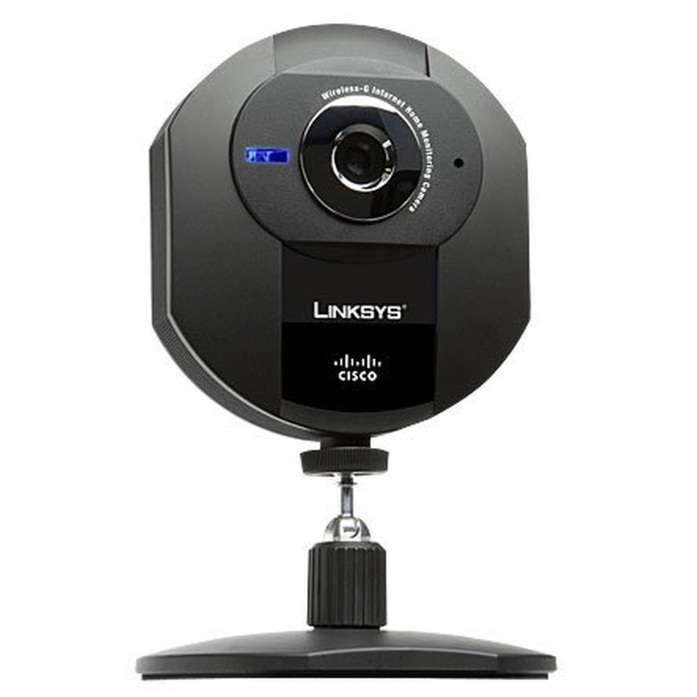 Wireless-G Internet Home Monitoring Camera
LINKSYS®
CISCO